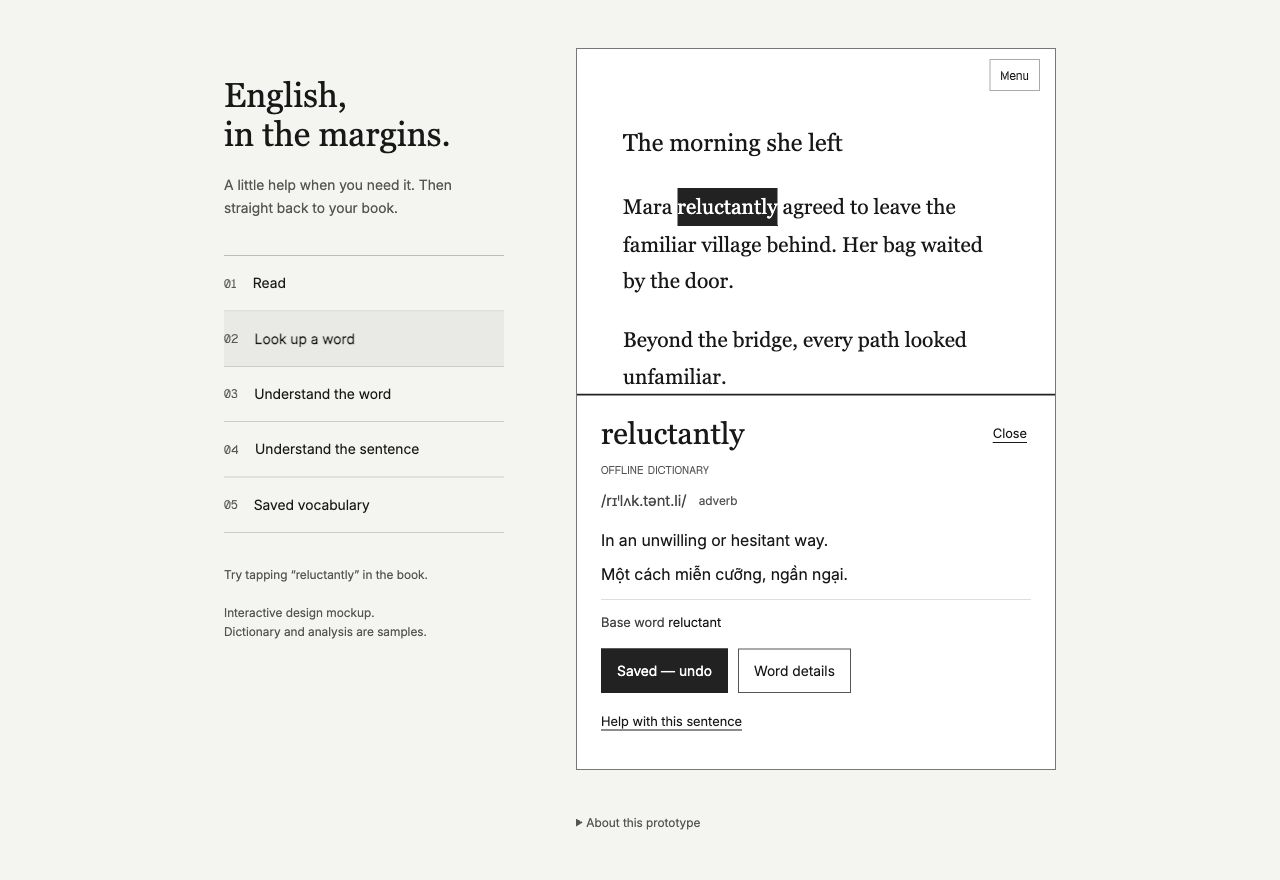 English,
in the margins.
A little help when you need it. Then
straight back to your book.
01 Read
02 Look up a word
03 Understand the word
04 Understand the sentence
05 Saved vocabulary
Try tapping “reluctantly” in the book.
Interactive design mockup.
Dictionary and analysis are samples.
Menu
The morning she left
Mara reluctantly agreed to leave the
familiar village behind. Her bag waited
by the door.
Beyond the bridge, every path looked
unfamiliar.
reluctantly
Close
OFFLINE DICTIONARY
/rɪˈlʌk.tənt.li/ adverb
In an unwilling or hesitant way.
Một cách miễn cưỡng, ngần ngại.
Base word reluctant
Saved — undo
Word details
Help with this sentence
About this prototype